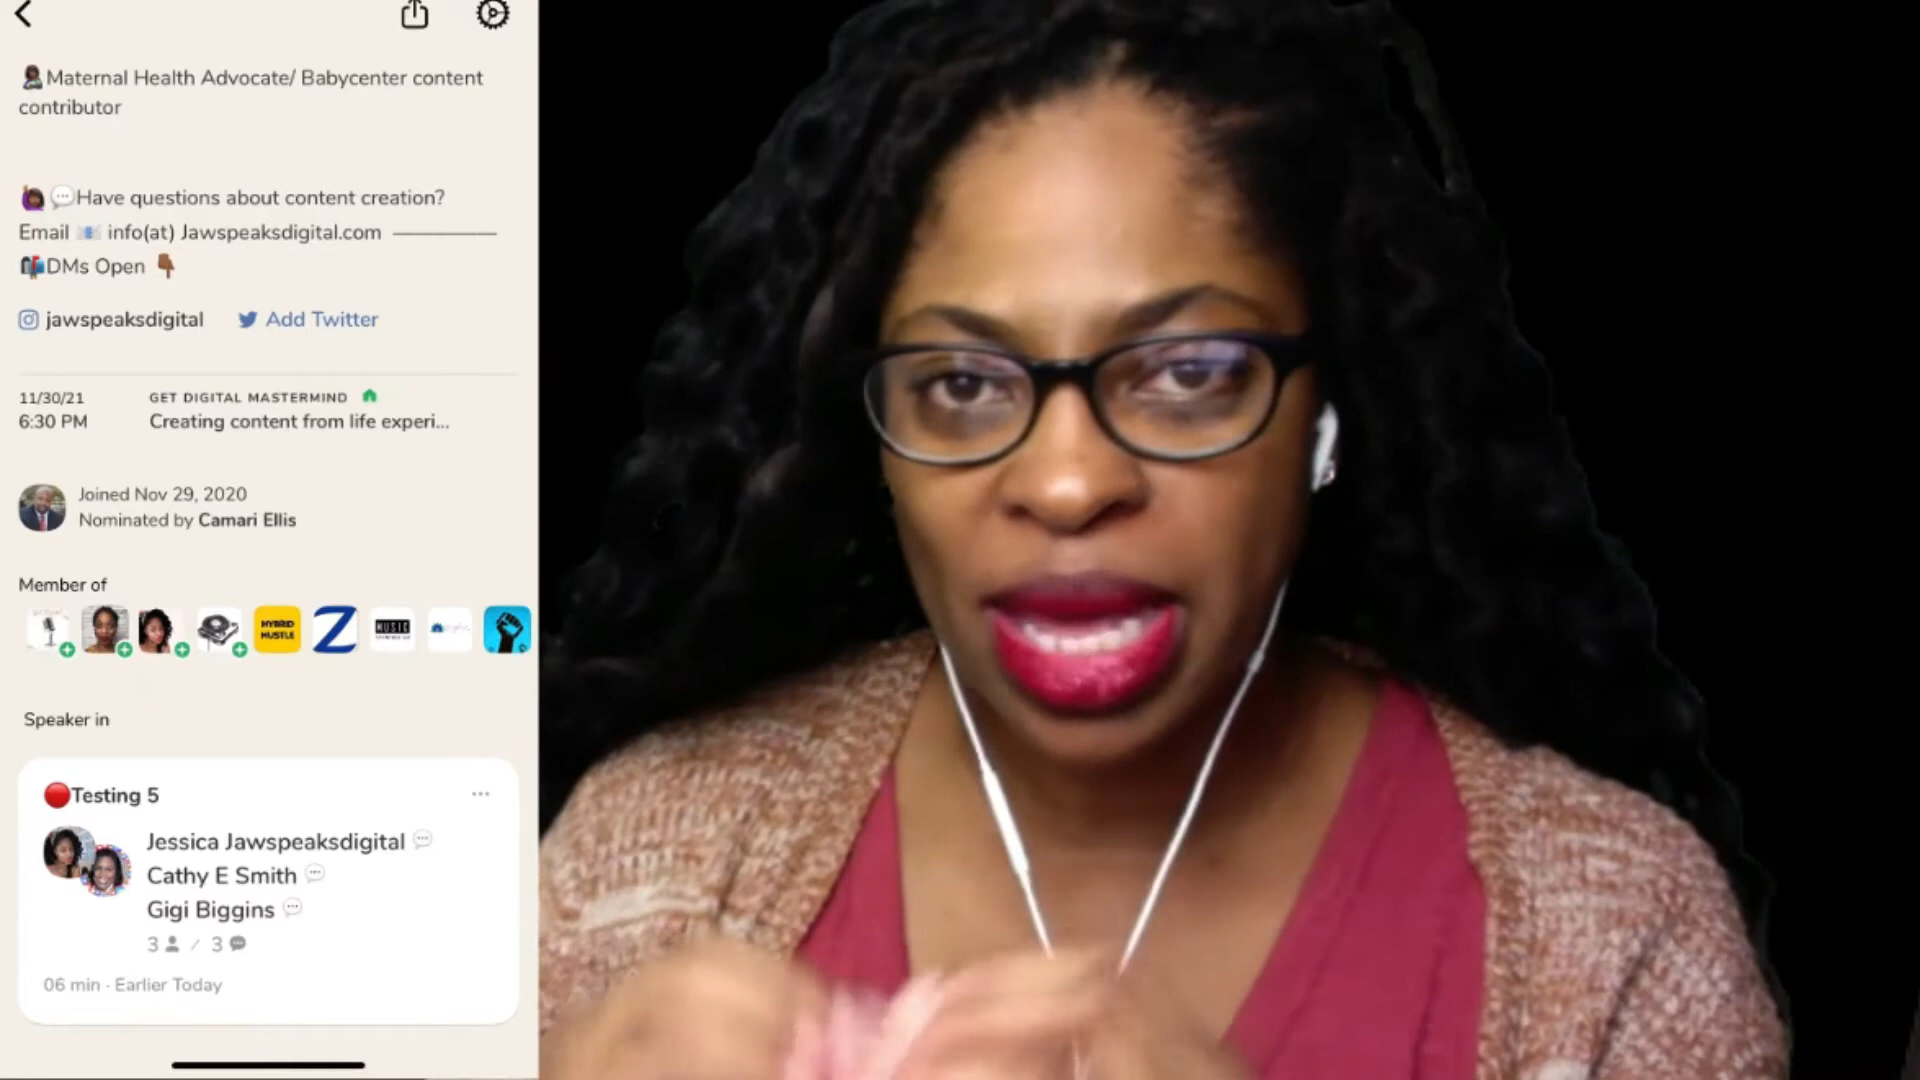 Maternal Health Advocate/ Babycenter content
contributor
Have questions about content creation?
Email info(at) Jawspeaksdigital.com
DMs Open
jawspeaksdigital Add Twitter
11/30/21 GET DIGITAL MASTERMIND
6:30 PM Creating content from life experi...
Joined Nov 29, 2020
Nominated by Camari Ellis
Member of
HYBRID
HUSTLE
Z
MUSIC
Speaker in
Testing 5
Jessica Jawspeaksdigital
Cathy E Smith
Gigi Biggins
3 / 3
06 min · Earlier Today